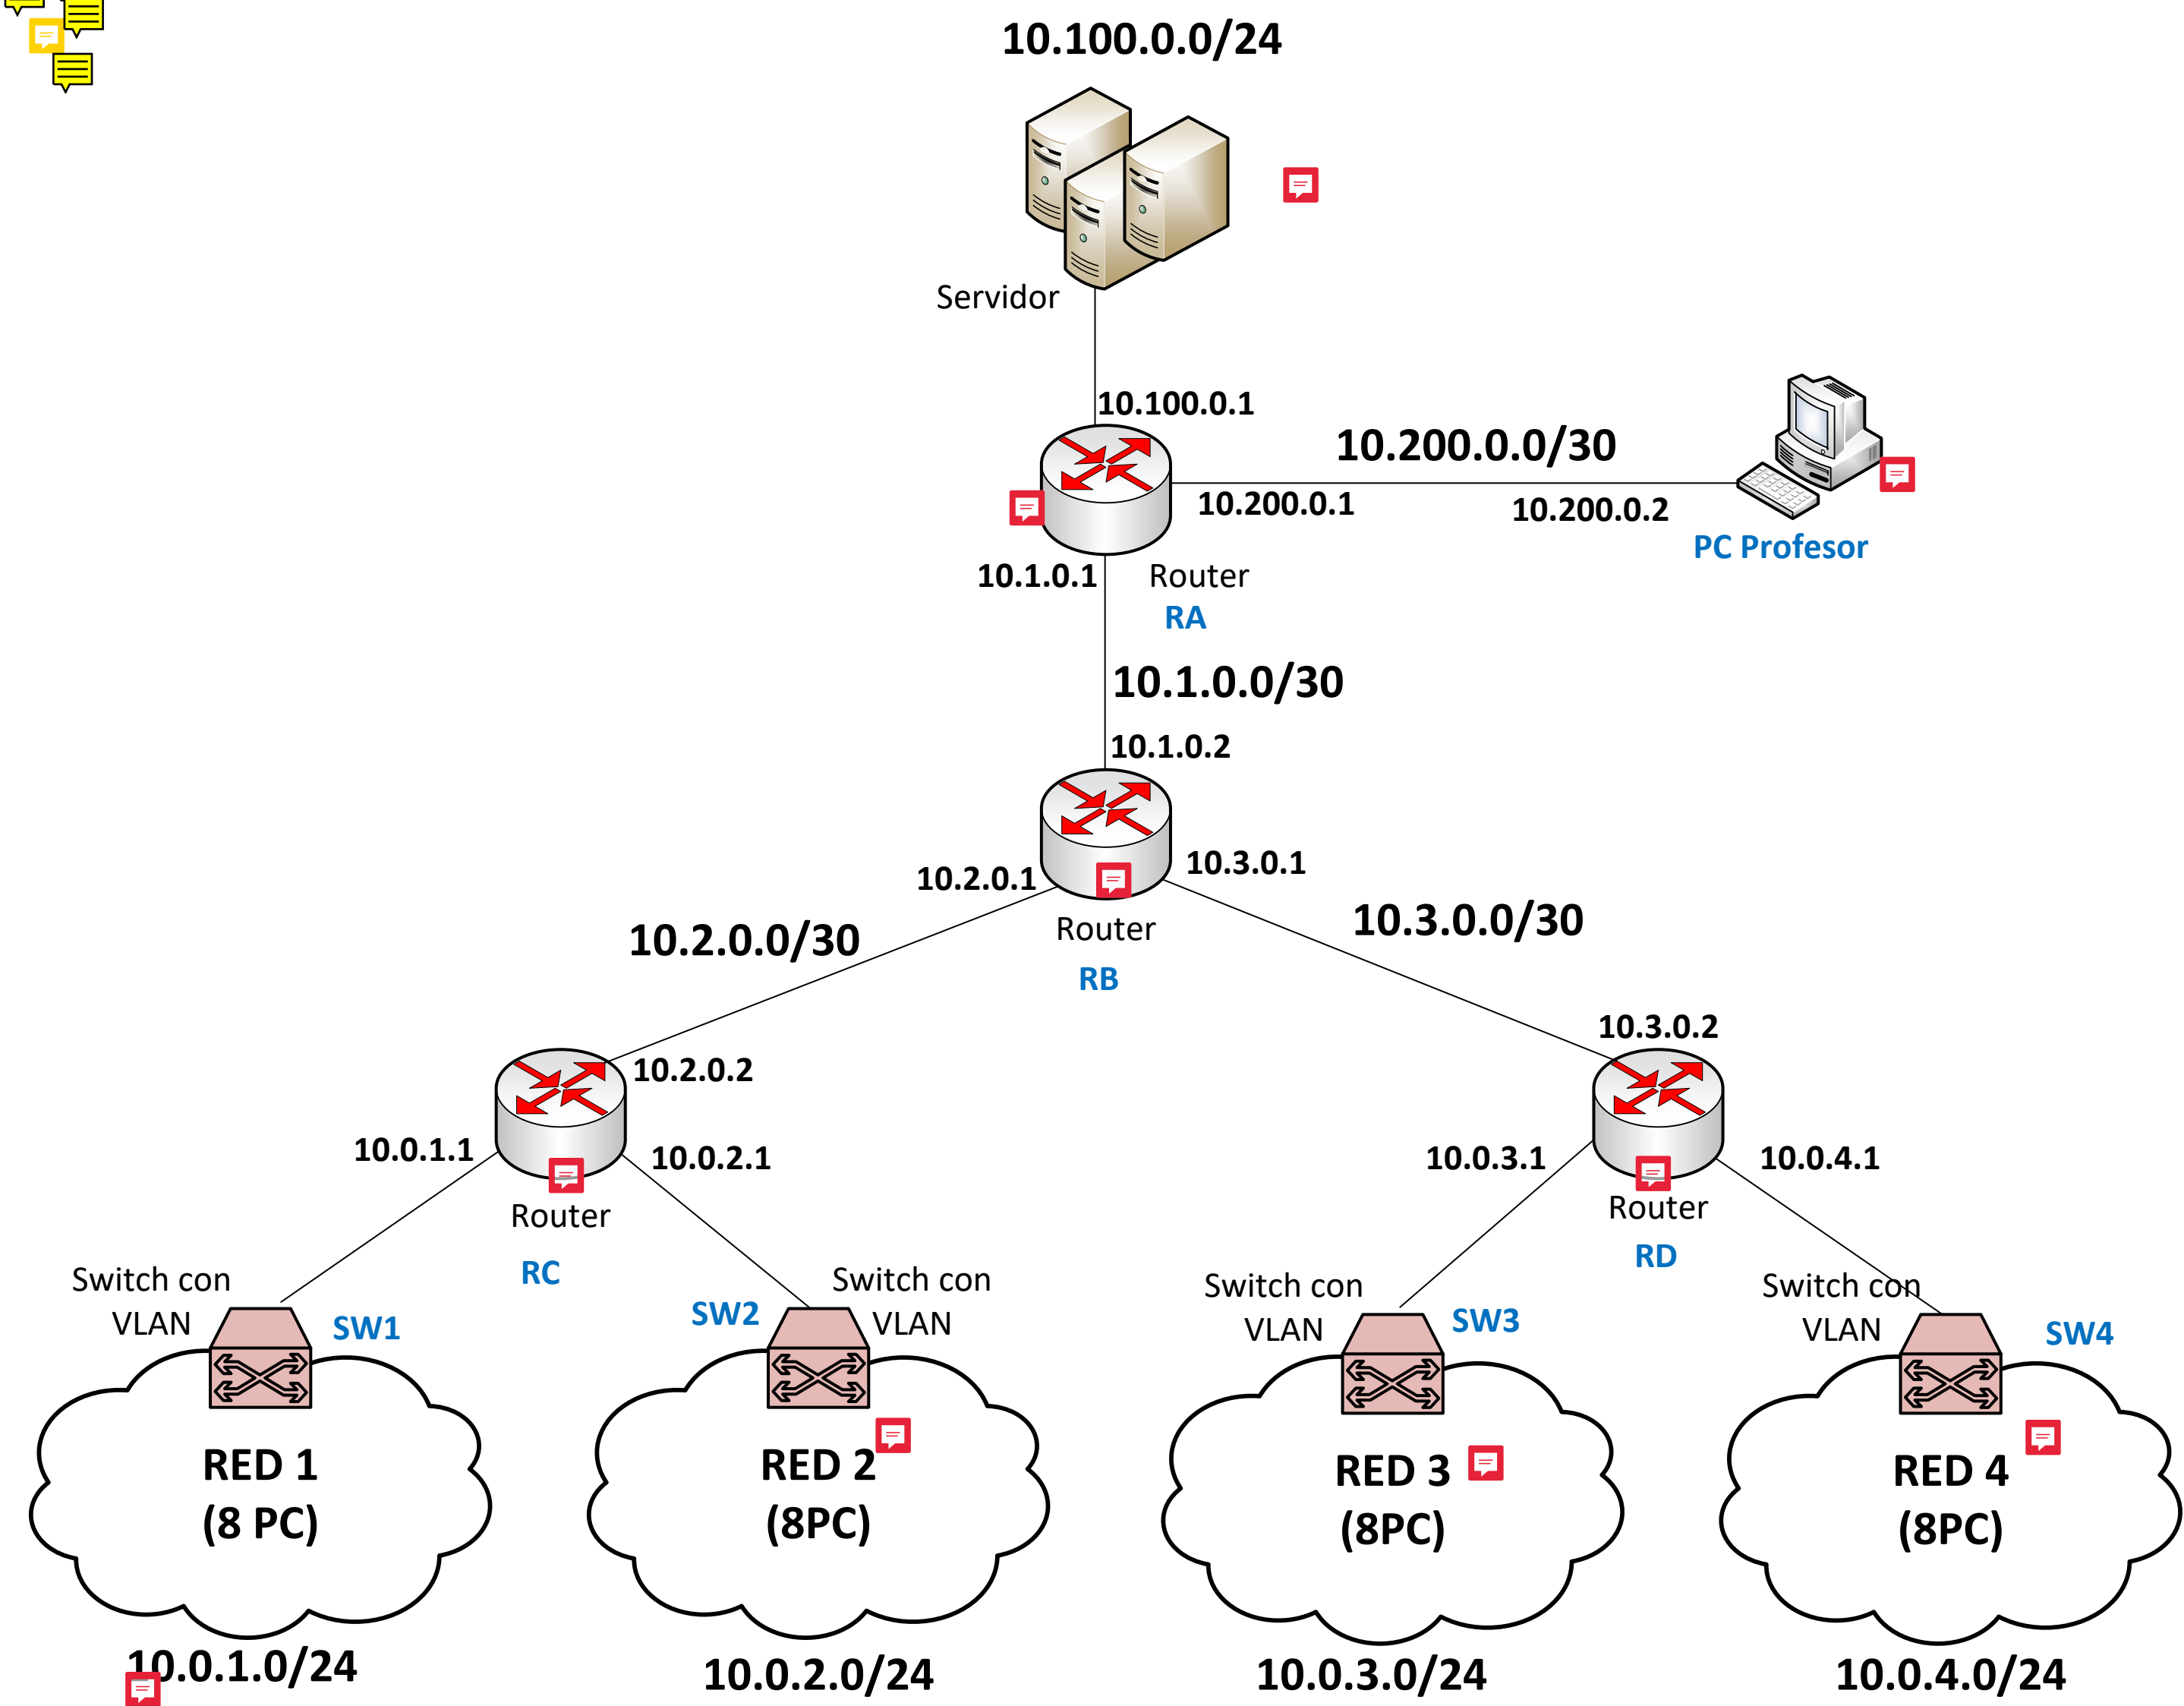 10.100.0.0/24
Servidor
10.100.0.1
10.200.0.0/30
10.200.0.1
10.200.0.2
PC Profesor
10.1.0.1
Router
RA
10.1.0.0/30
10.1.0.2
10.2.0.1
10.3.0.1
Router
RB
10.2.0.0/30
10.3.0.0/30
10.2.0.2
10.3.0.2
10.0.1.1
10.0.2.1
10.0.3.1
10.0.4.1
Router
RC
Router
RD
Switch con
VLAN
SW1
SW2
Switch con
VLAN
Switch con
VLAN
SW3
Switch con
VLAN
SW4
RED 1
(8 PC)
RED 2
(8PC)
RED 3
(8PC)
RED 4
(8PC)
10.0.1.0/24
10.0.2.0/24
10.0.3.0/24
10.0.4.0/24